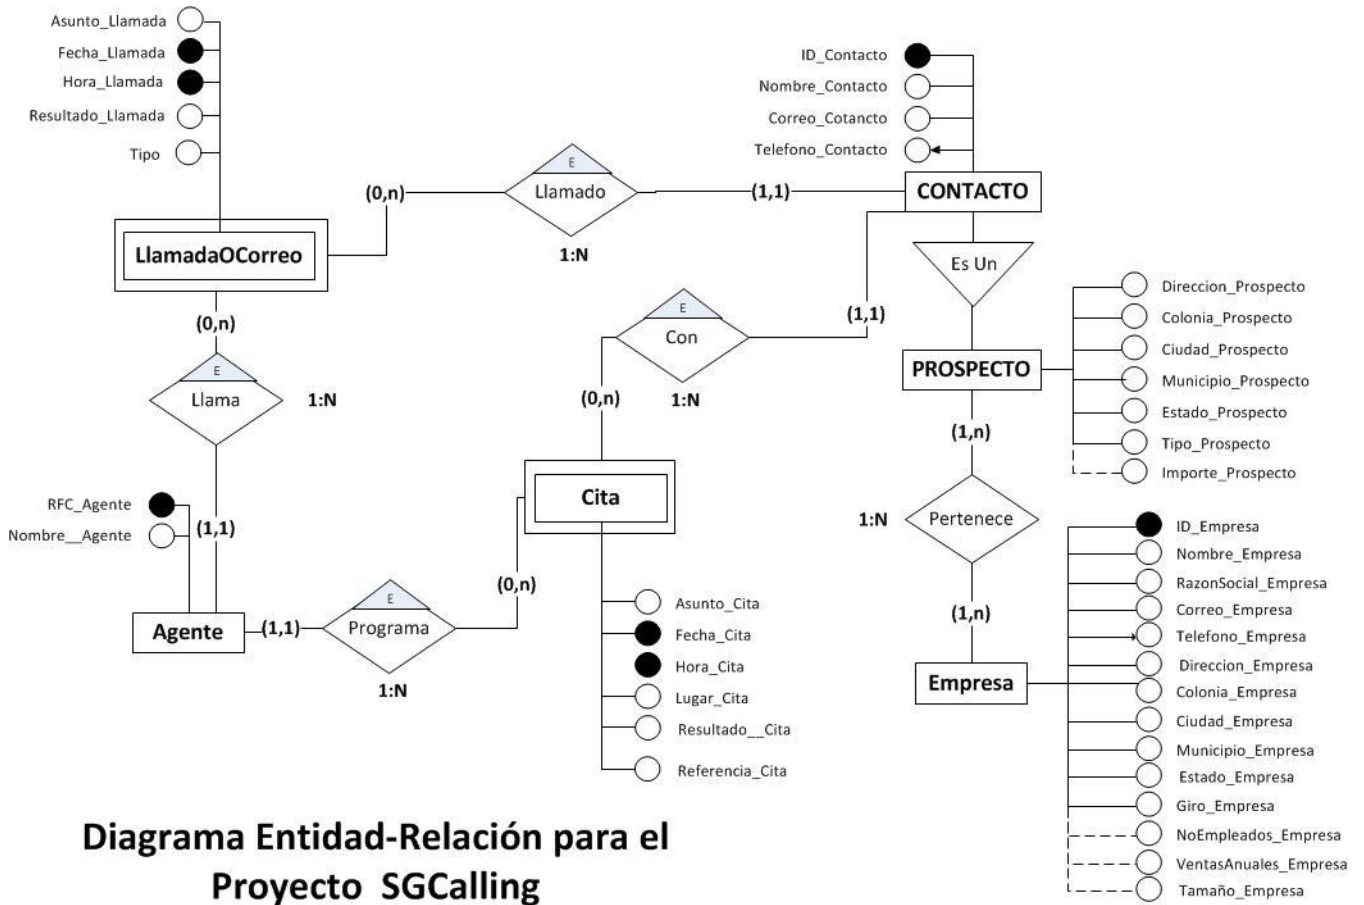 Asunto_Llamada
Fecha_Llamada
Hora_Llamada
Resultado_Llamada
Tipo
LlamadaOCorreo
(0,n)
E
Llamado
1:N
(1,1)
ID_Contacto
Nombre_Contacto
Correo_Cotancto
Telefono_Contacto
CONTACTO
Es Un
(0,n)
E
Llama
1:N
(1,1)
E
Con
1:N
(1,1)
(0,n)
PROSPECTO
Direccion_Prospecto
Colonia_Prospecto
Ciudad_Prospecto
Municipio_Prospecto
Estado_Prospecto
Tipo_Prospecto
Importe_Prospecto
(1,n)
1:N
Pertenece
(1,n)
RFC_Agente
Nombre__Agente
Agente
(1,1)
E
Programa
1:N
(0,n)
Cita
Asunto_Cita
Fecha_Cita
Hora_Cita
Lugar_Cita
Resultado__Cita
Referencia_Cita
Empresa
ID_Empresa
Nombre_Empresa
RazonSocial_Empresa
Correo_Empresa
Telefono_Empresa
Direccion_Empresa
Colonia_Empresa
Ciudad_Empresa
Municipio_Empresa
Estado_Empresa
Giro_Empresa
NoEmpleados_Empresa
VentasAnuales_Empresa
Tamaño_Empresa
Diagrama Entidad-Relación para el
Proyecto SGCalling